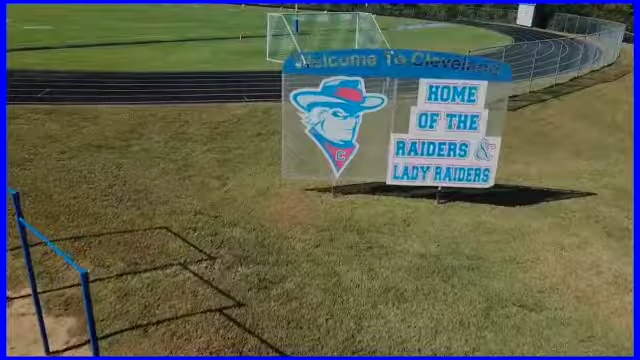 Welcome To Cleveland
HOME
OF THE
RAIDERS &
LADY RAIDERS
C